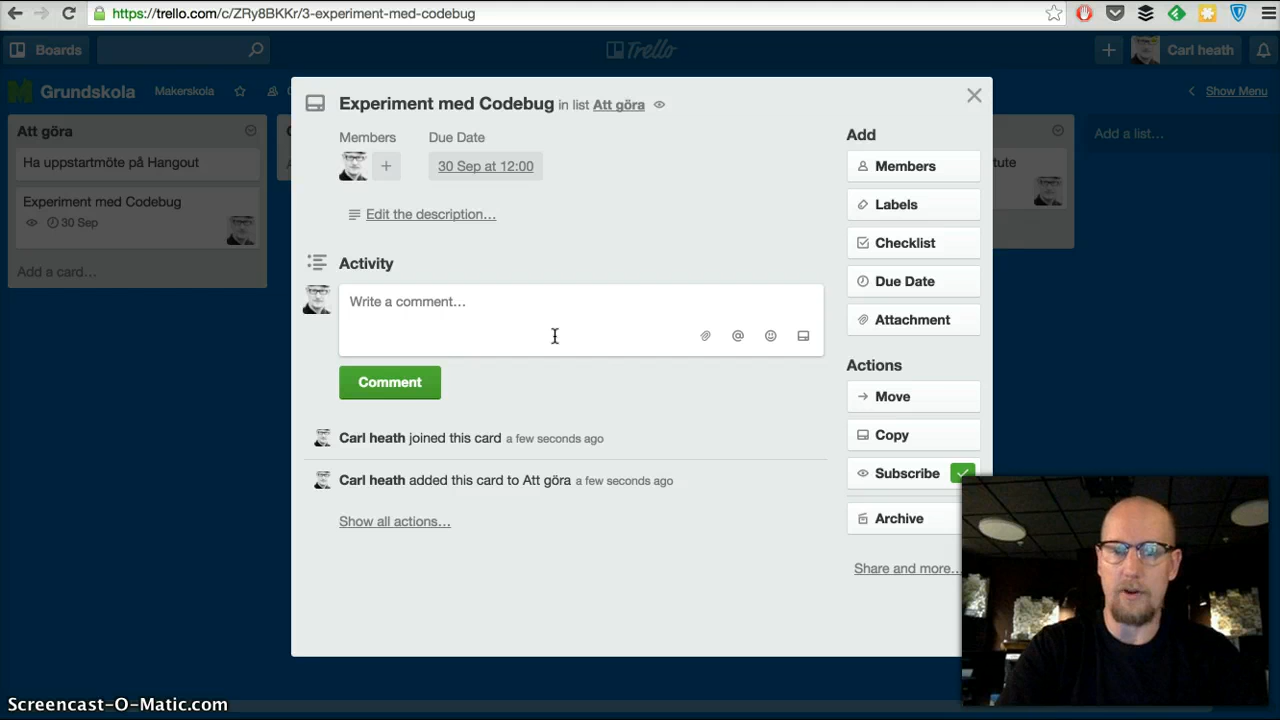 https://trello.com/c/ZRy8BKKr/3-experiment-med-codebug
Boards
Trello
Carl heath
Grundskola
Makerskola
Show Menu
Att göra
Ha uppstartmöte på Hangout
Experiment med Codebug
30 Sep
Add a card…
Add a list…
Experiment med Codebug in list Att göra
Members
Due Date
30 Sep at 12:00
Edit the description…
Activity
Write a comment…
Comment
Carl heath joined this card a few seconds ago
Carl heath added this card to Att göra a few seconds ago
Show all actions…
Add
Members
Labels
Checklist
Due Date
Attachment
Actions
Move
Copy
Subscribe
Archive
Share and more…
Screencast-O-Matic.com